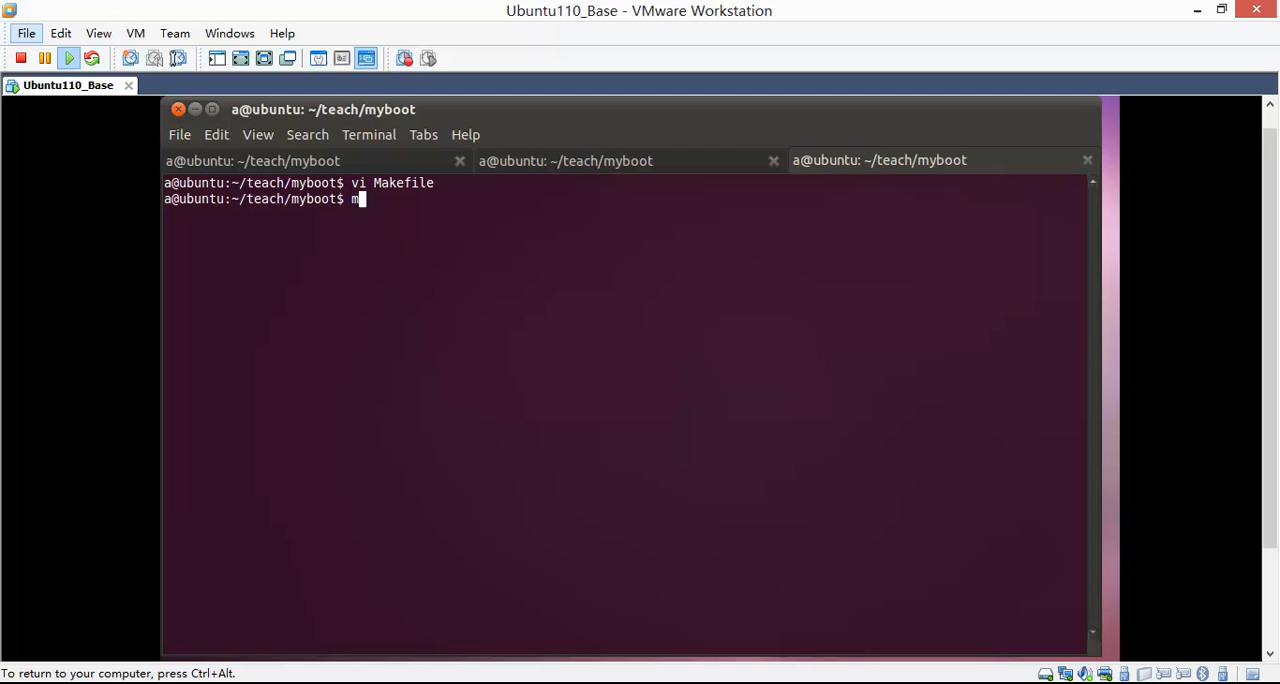 Ubuntu110_Base - VMware Workstation
File Edit View VM Team Windows Help
Ubuntu110_Base
a@ubuntu: ~/teach/myboot
File Edit View Search Terminal Tabs Help
a@ubuntu: ~/teach/myboot a@ubuntu: ~/teach/myboot a@ubuntu: ~/teach/myboot
a@ubuntu:~/teach/myboot$ vi Makefile
a@ubuntu:~/teach/myboot$ m
To return to your computer, press Ctrl+Alt.